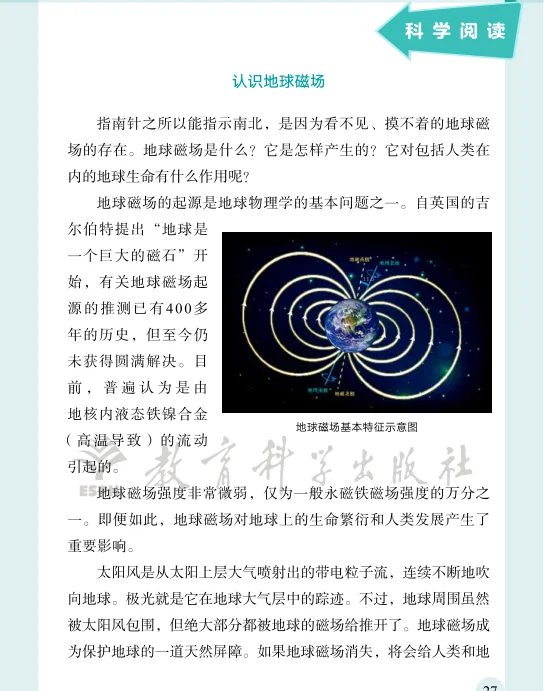 科学阅读
认识地球磁场
指南针之所以能指示南北，是因为看不见、摸不着的地球磁
场的存在。地球磁场是什么？它是怎样产生的？它对包括人类在
内的地球生命有什么作用呢？
地球磁场的起源是地球物理学的基本问题之一。自英国的吉
尔伯特提出“地球是
一个巨大的磁石”开
始，有关地球磁场起
源的推测已有400多
年的历史，但至今仍
未获得圆满解决。目
前，普遍认为是由
地核内液态铁镍合金
（高温导致）的流动
引起的。
地磁南极
地理北极
地理南极
地磁北极
地球磁场基本特征示意图
教育科学出版社
地球磁场强度非常微弱，仅为一般永磁铁磁场强度的万分之
一。即便如此，地球磁场对地球上的生命繁衍和人类发展产生了
重要影响。
太阳风是从太阳上层大气喷射出的带电粒子流，连续不断地吹
向地球。极光就是它在地球大气层中的踪迹。不过，地球周围虽然
被太阳风包围，但绝大部分都被地球的磁场给推开了。地球磁场成
为保护地球的一道天然屏障。如果地球磁场消失，将会给人类和地